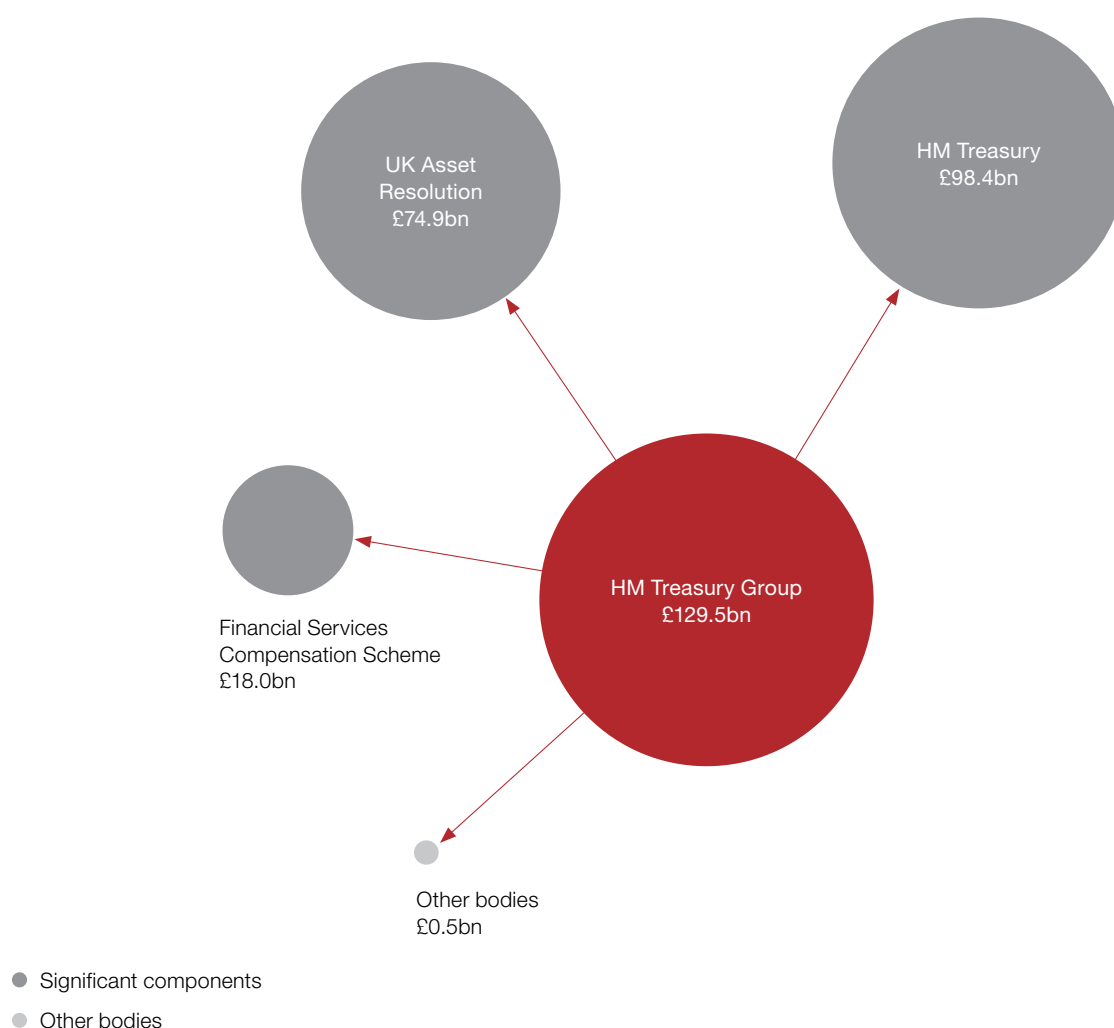 UK Asset
Resolution
£74.9bn
HM Treasury
£98.4bn
HM Treasury Group
£129.5bn
Financial Services
Compensation Scheme
£18.0bn
Other bodies
£0.5bn
Significant components
Other bodies